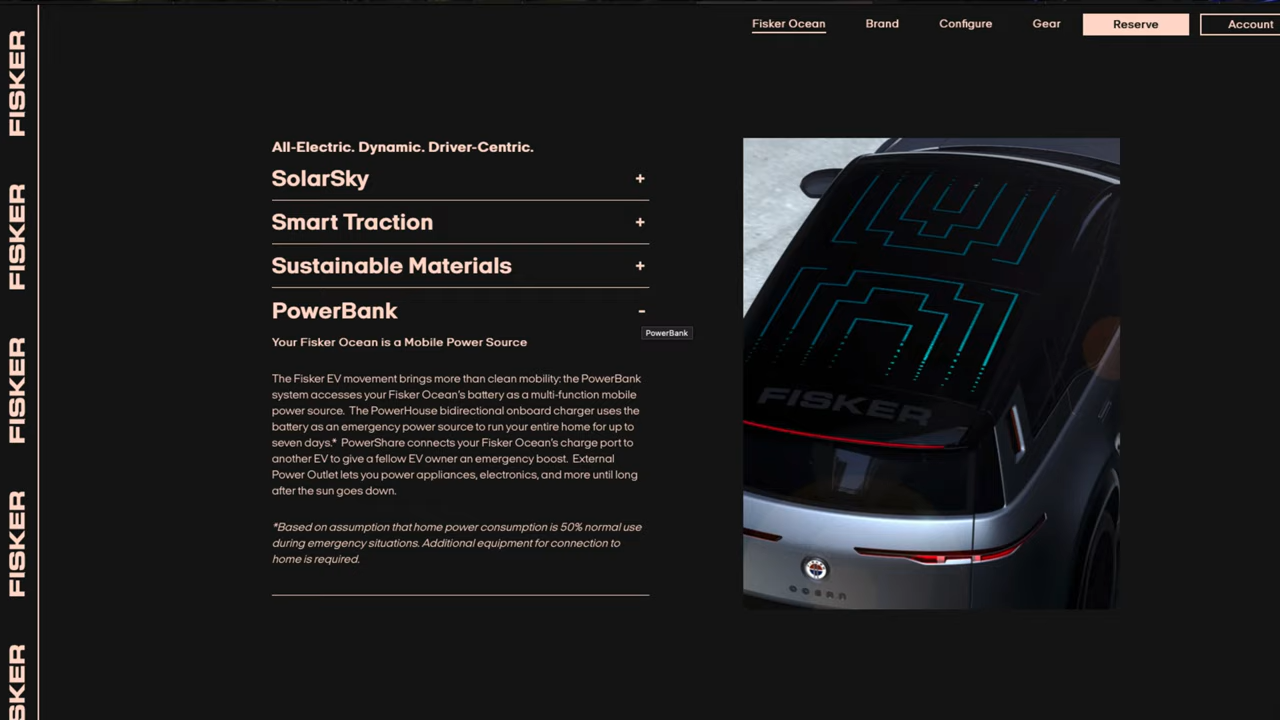 Fisker Ocean
Brand
Configure
Gear
Reserve
Account
FISKER
FISKER
FISKER
FISKER
SKER
All-Electric. Dynamic. Driver-Centric.
SolarSky +
Smart Traction +
Sustainable Materials +
PowerBank -
PowerBank
Your Fisker Ocean is a Mobile Power Source
The Fisker EV movement brings more than clean mobility: the PowerBank
system accesses your Fisker Ocean's battery as a multi-function mobile
power source. The PowerHouse bidirectional onboard charger uses the
battery as an emergency power source to run your entire home for up to
seven days.* PowerShare connects your Fisker Ocean's charge port to
another EV to give a fellow EV owner an emergency boost. External
Power Outlet lets you power appliances, electronics, and more until long
after the sun goes down.
*Based on assumption that home power consumption is 50% normal use
during emergency situations. Additional equipment for connection to
home is required.
FISKER
OCEAN